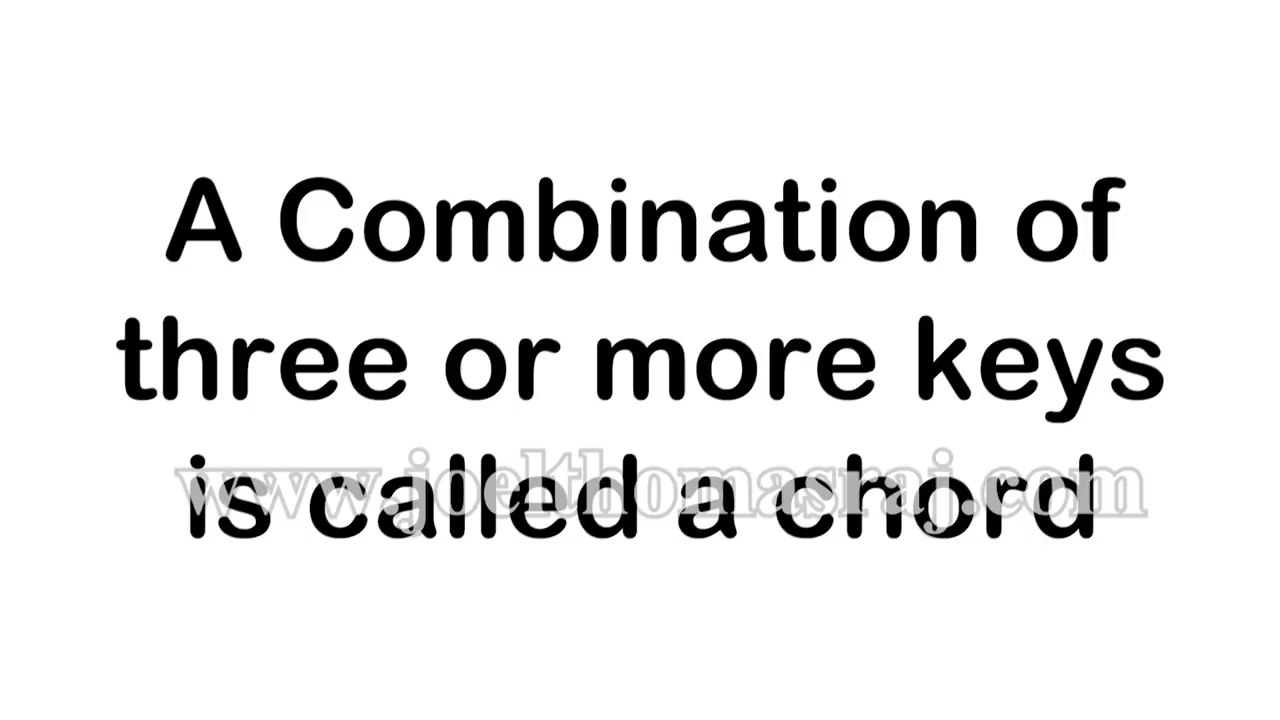 A Combination of
three or more keys
is called a chord
www.joelthomasraj.com